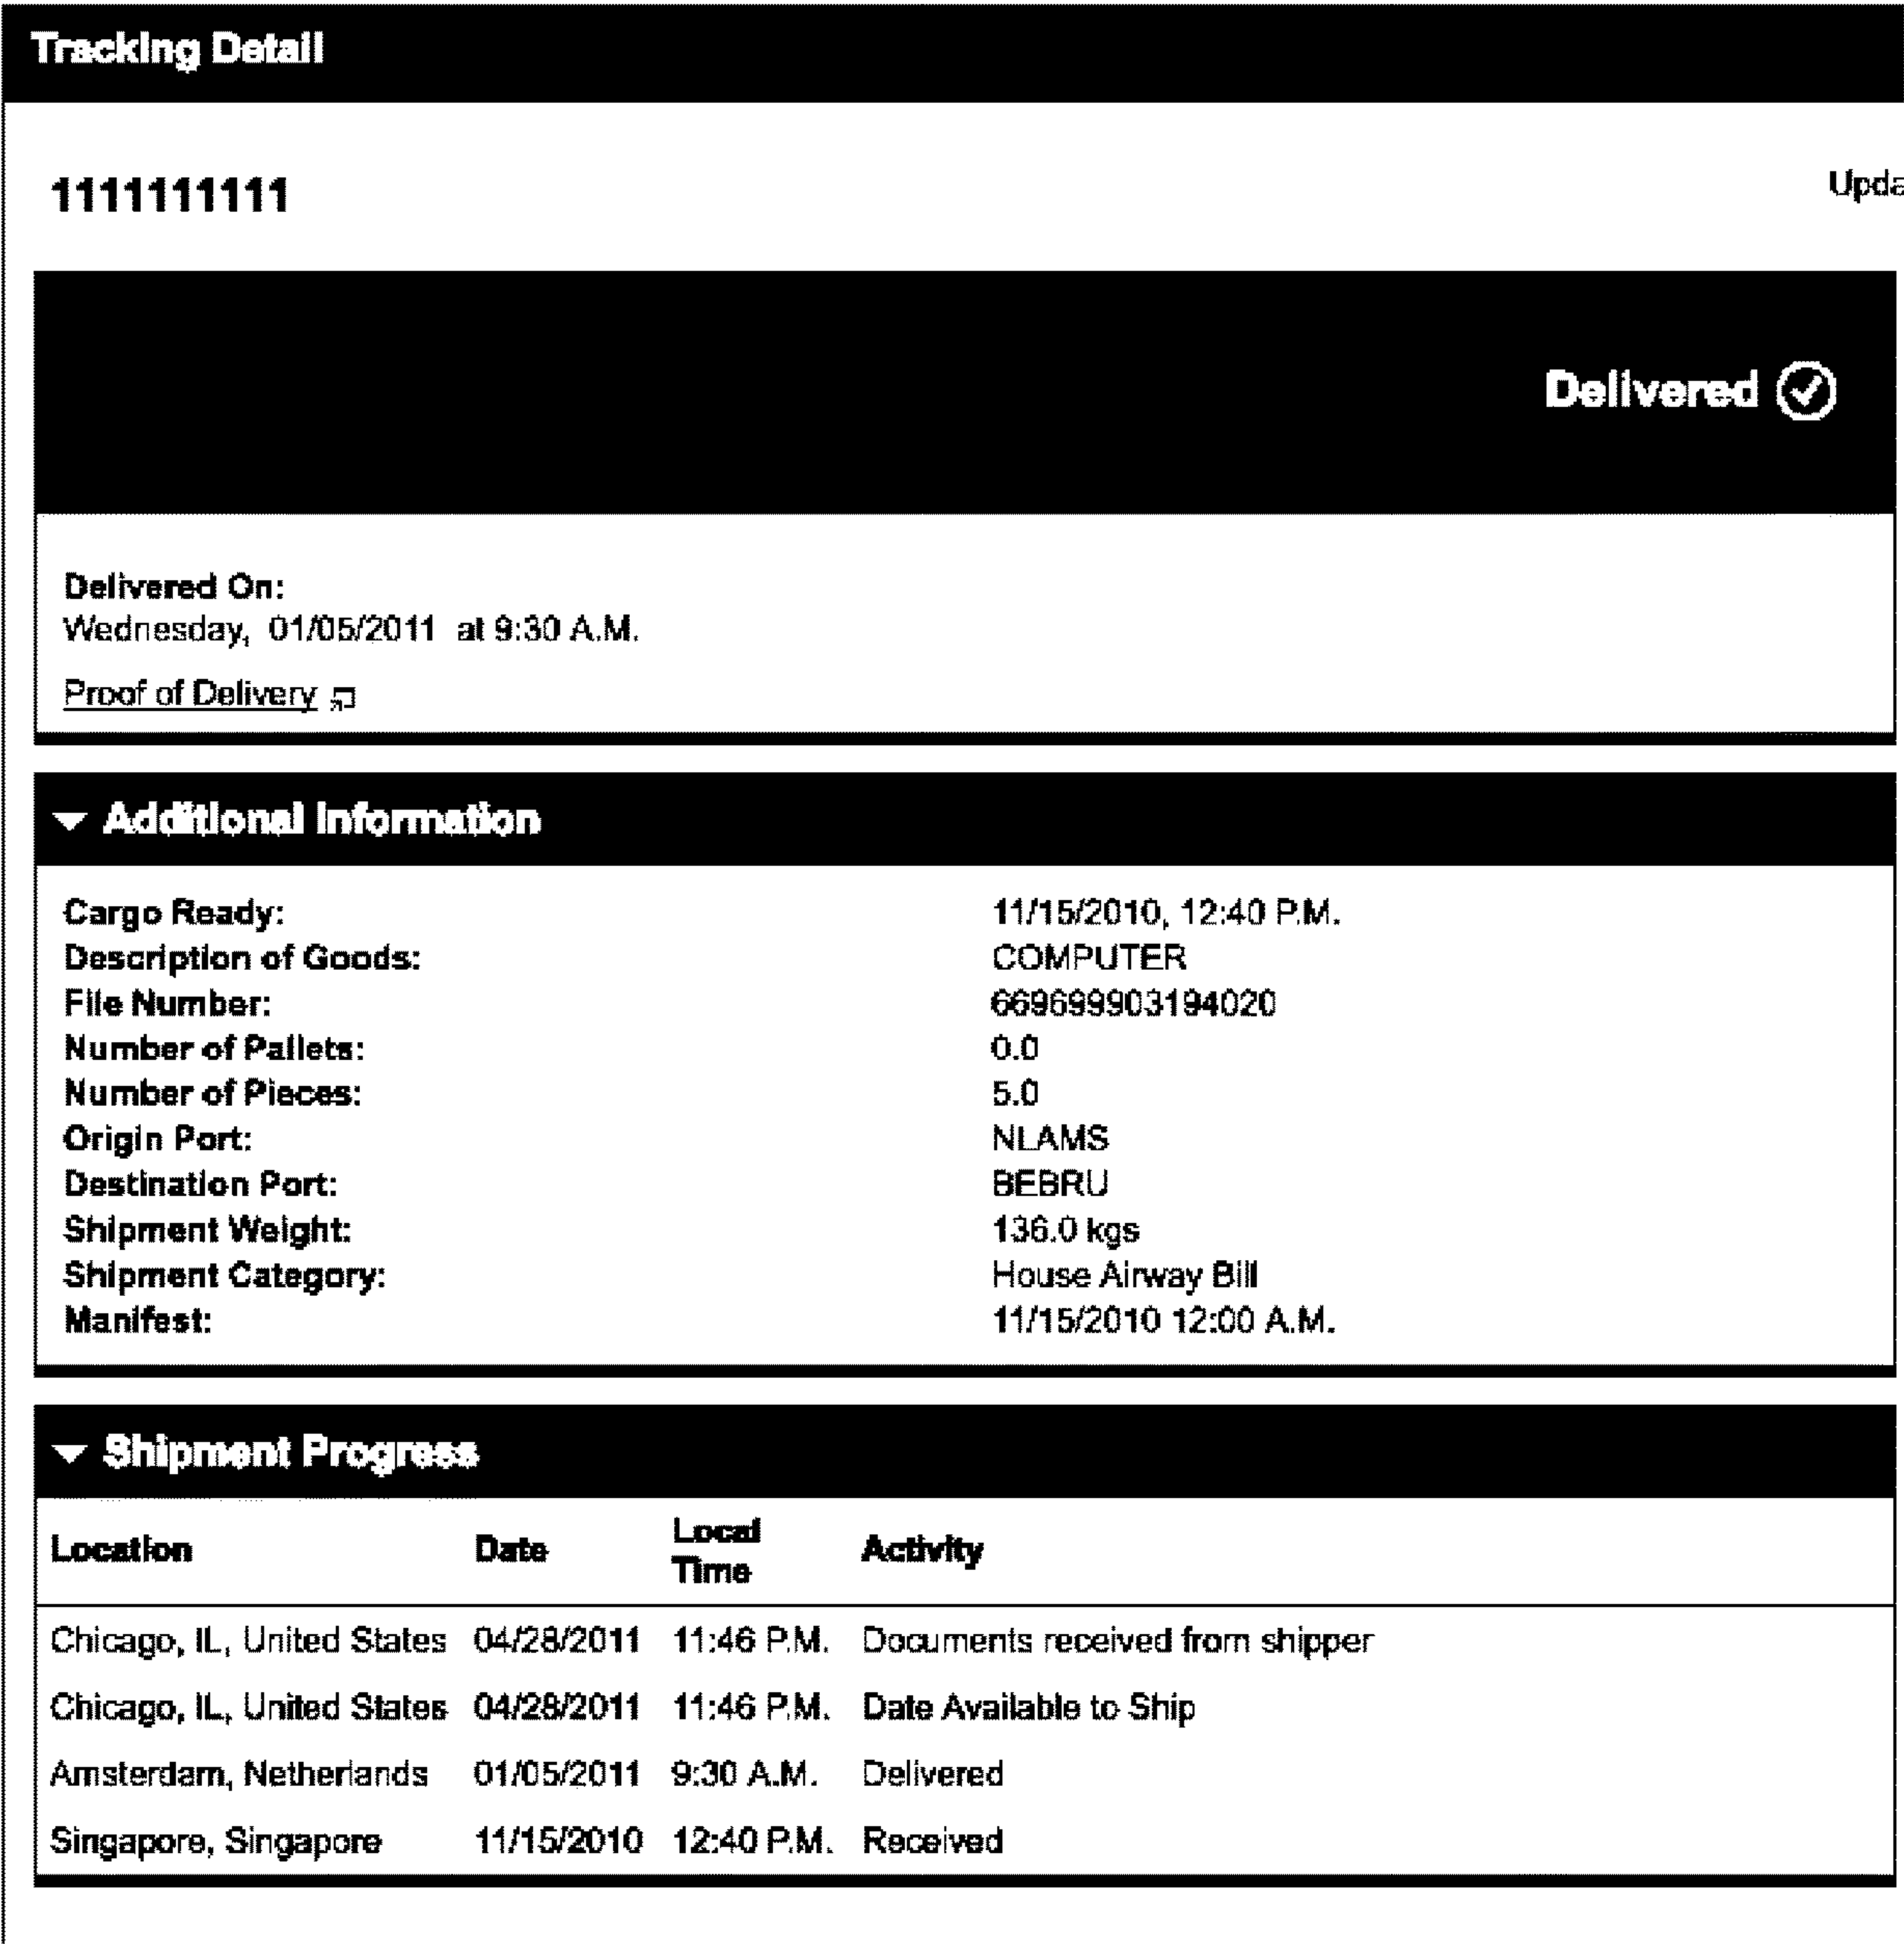 Tracking Detail
1111111111
Upda
Delivered
Delivered On:
Wednesday, 01/05/2011 at 9:30 A.M.
Proof of Delivery
Additional Information
Cargo Ready: 11/15/2010, 12:40 P.M.
Description of Goods: COMPUTER
File Number: 669699903194020
Number of Pallets: 0.0
Number of Pieces: 5.0
Origin Port: NLAMS
Destination Port: BEBRU
Shipment Weight: 136.0 kgs
Shipment Category: House Airway Bill
Manifest: 11/15/2010 12:00 A.M.
Shipment Progress
Location Date Local Time Activity
Chicago, IL, United States 04/28/2011 11:46 P.M. Documents received from shipper
Chicago, IL, United States 04/28/2011 11:46 P.M. Date Available to Ship
Amsterdam, Netherlands 01/05/2011 9:30 A.M. Delivered
Singapore, Singapore 11/15/2010 12:40 P.M. Received